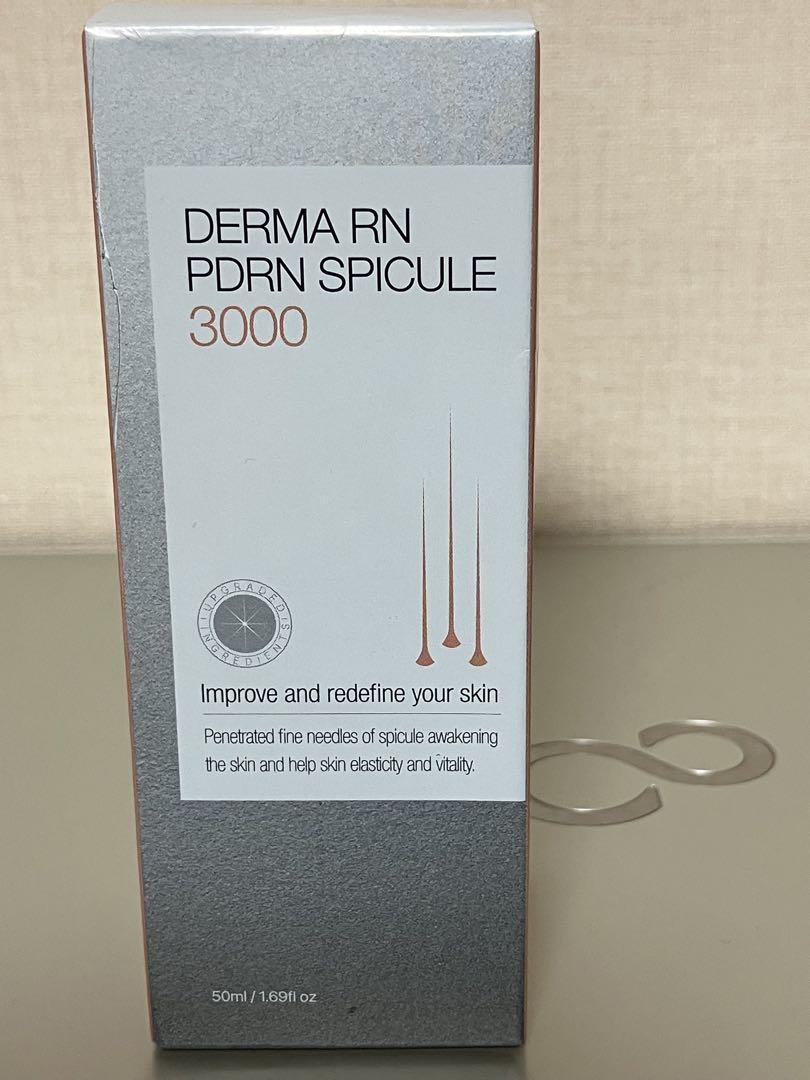 DERMA RN
PDRN SPICULE
3000
UPGRADED
INGREDIENTS
Improve and redefine your skin
Penetrated fine needles of spicule awakening
the skin and help skin elasticity and vitality.
50ml / 1.69fl oz